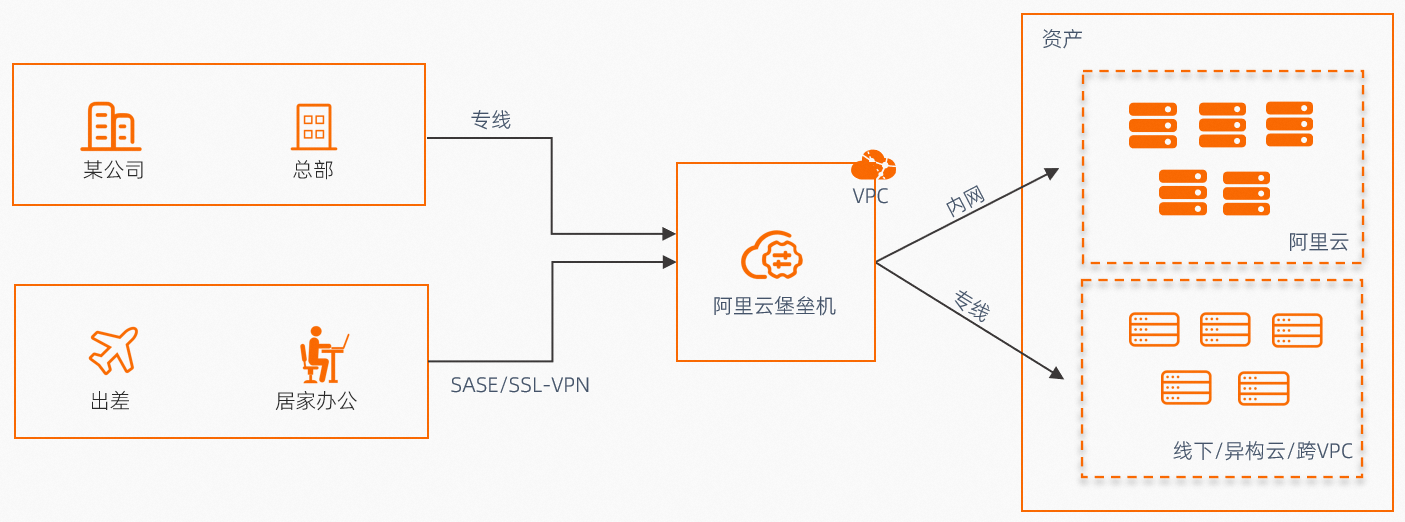 某公司
总部
专线
出差
居家办公
SASE/SSL-VPN
VPC
阿里云堡垒机
内网
专线
资产
阿里云
线下/异构云/跨VPC